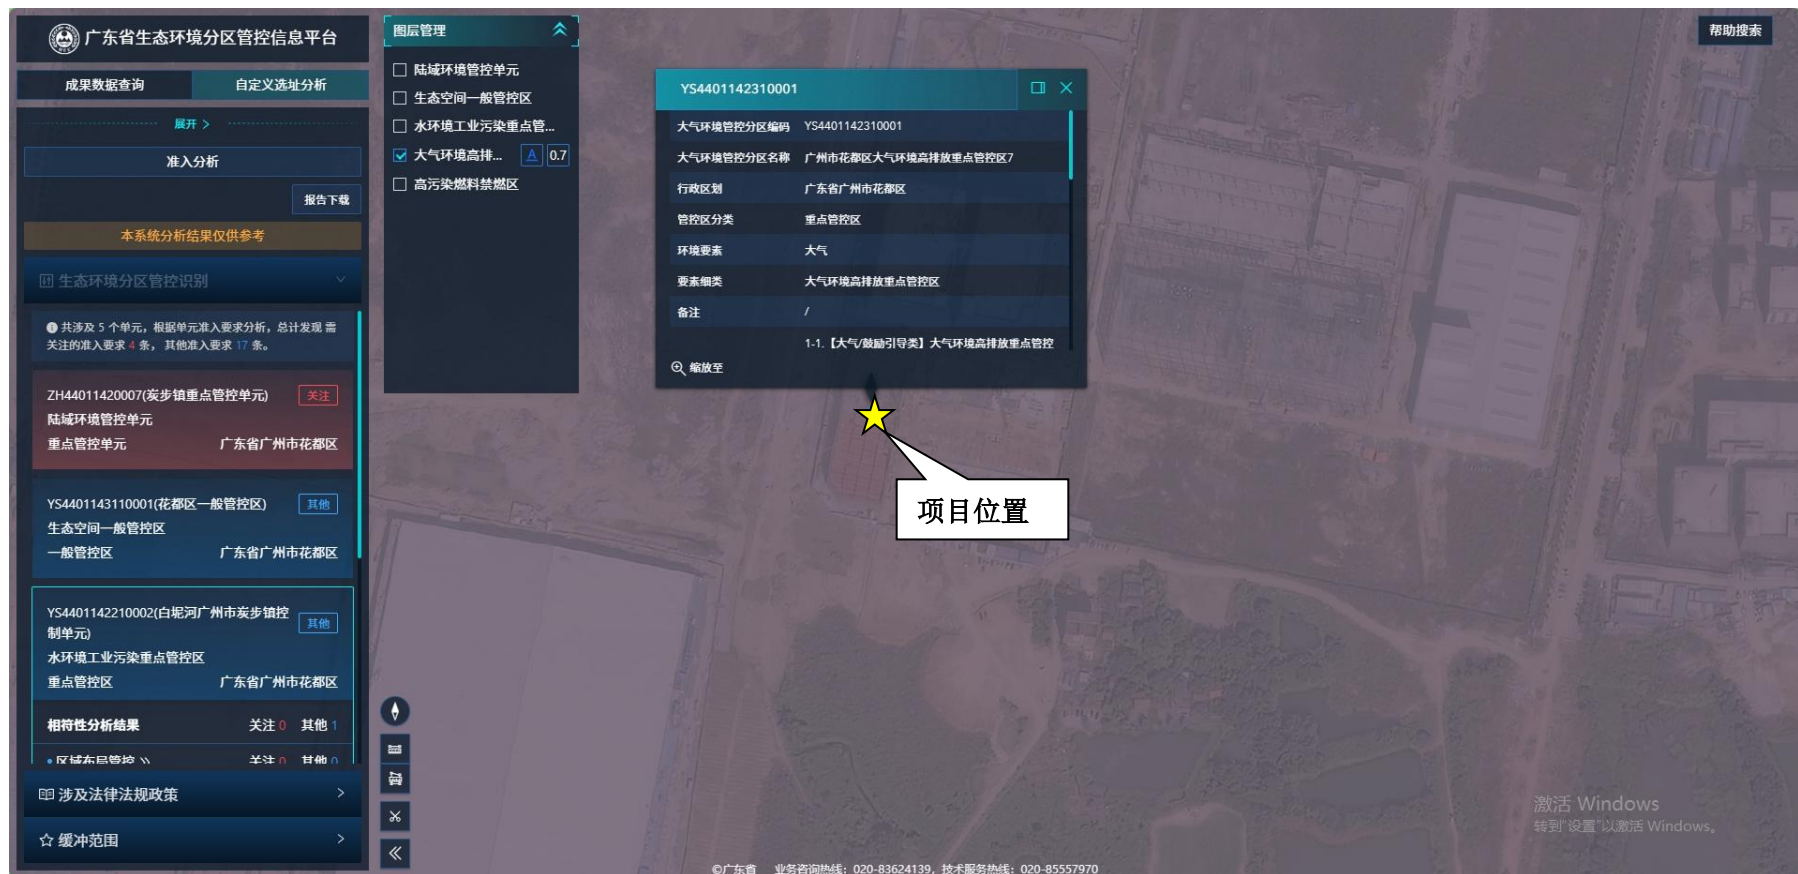 广东省生态环境分区管控信息平台
成果数据查询
自定义选址分析
展开 >
准入分析
报告下载
本系统分析结果仅供参考
生态环境分区管控识别
共涉及 5 个单元，根据单元准入要求分析，总计发现 需
关注的准入要求 4 条， 其他准入要求 17 条。
ZH44011420007(炭步镇重点管控单元)
关注
陆域环境管控单元
重点管控单元
广东省广州市花都区
YS4401143110001(花都区一般管控区)
其他
生态空间一般管控区
一般管控区
广东省广州市花都区
YS4401142210002(白坭河广州市炭步镇控
制单元)
其他
水环境工业污染重点管控区
重点管控区
广东省广州市花都区
相符性分析结果
关注 0 其他 1
• 区域布局管控 》
关注 0 其他 0
涉及法律法规政策
缓冲范围
图层管理
陆域环境管控单元
生态空间一般管控区
水环境工业污染重点管...
大气环境高排...
A
0.7
高污染燃料禁燃区
YS4401142310001
大气环境管控分区编码 YS4401142310001
大气环境管控分区名称 广州市花都区大气环境高排放重点管控区7
行政区划 广东省广州市花都区
管控区分类 重点管控区
环境要素 大气
要素细类 大气环境高排放重点管控区
备注 /
1-1.【大气/鼓励引导类】大气环境高排放重点管控
缩放至
项目位置
帮助搜索
激活 Windows
转到"设置"以激活 Windows。
©广东省 业务咨询热线：020-83624139，技术服务热线：020-85557970